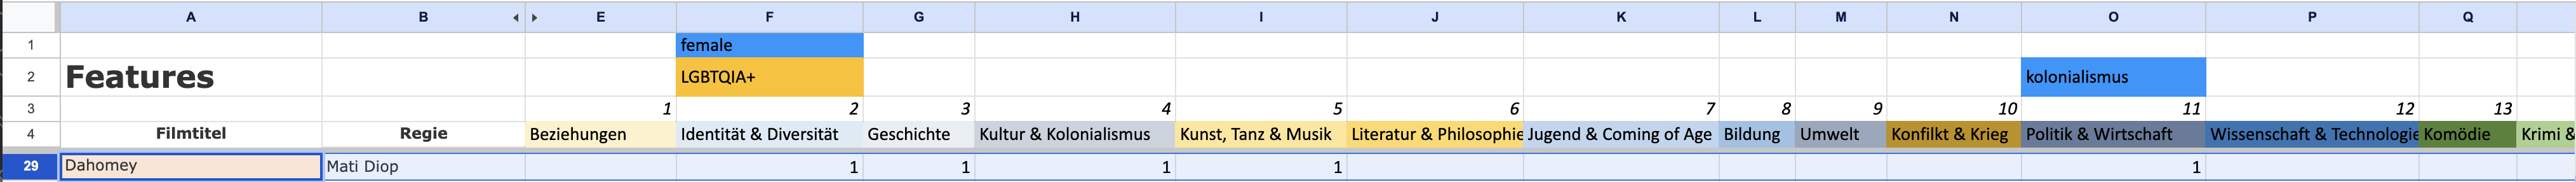 A B E F G H I J K L M N O P Q
1 female
2 Features LGBTQIA+ kolonialismus
3 1 2 3 4 5 6 7 8 9 10 11 12 13
4 Filmtitel Regie Beziehungen Identität & Diversität Geschichte Kultur & Kolonialismus Kunst, Tanz & Musik Literatur & Philosophie Jugend & Coming of Age Bildung Umwelt Konfilkt & Krieg Politik & Wirtschaft Wissenschaft & Technologie Komödie Krimi &
29 Dahomey Mati Diop 1 1 1 1 1